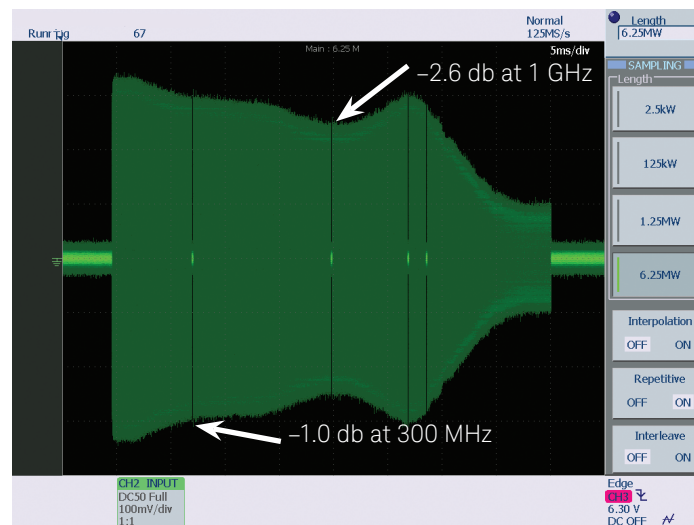 Normal
Running 67 125MS/s
Main : 6.25 M
5ms/div
–2.6 db at 1 GHz
–1.0 db at 300 MHz
CH2 INPUT
DC50 Full
100mV/div
1:1
Length
6.25MW
SAMPLING
Length
2.5kW
125kW
1.25MW
6.25MW
Interpolation
OFF ON
Repetitive
OFF ON
Interleave
OFF ON
Edge
CH3
6.30 V
DC OFF